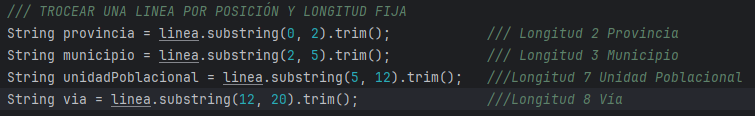 /// TROCEAR UNA LINEA POR POSICIÓN Y LONGITUD FIJA
String provincia = linea.substring(0, 2).trim(); /// Longitud 2 Provincia
String municipio = linea.substring(2, 5).trim(); /// Longitud 3 Municipio
String unidadPoblacional = linea.substring(5, 12).trim(); ///Longitud 7 Unidad Poblacional
String via = linea.substring(12, 20).trim(); ///Longitud 8 Vía